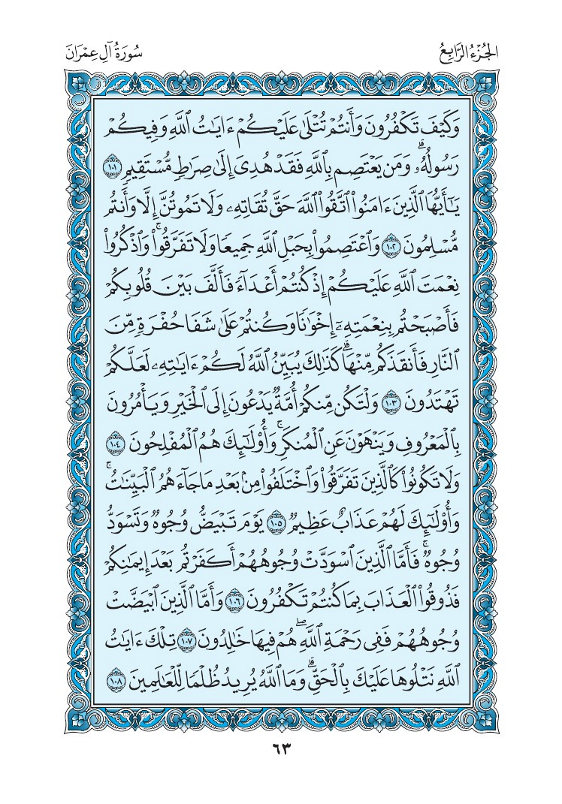 الجُزْءُ الرَّابِعُ
سُورَةُ آلِ عِمْرَانَ
وَكَيْفَ تَكْفُرُونَ وَأَنتُمْ تُتْلَىٰ عَلَيْكُمْ ءَايَٰتُ ٱللَّهِ وَفِيكُمْ
رَسُولُهُۥۗ وَمَن يَعْتَصِم بِٱللَّهِ فَقَدْ هُدِىَ إِلَىٰ صِرَٰطٍ مُّسْتَقِيمٍ ١٠١
يَٰٓأَيُّهَا ٱلَّذِينَ ءَامَنُوا۟ ٱتَّقُوا۟ ٱللَّهَ حَقَّ تُقَاتِهِۦ وَلَا تَمُوتُنَّ إِلَّا وَأَنتُم
مُّسْلِمُونَ ١٠٢ وَٱعْتَصِمُوا۟ بِحَبْلِ ٱللَّهِ جَمِيعًا وَلَا تَفَرَّقُوا۟ۚ وَٱذْكُرُوا۟
نِعْمَتَ ٱللَّهِ عَلَيْكُمْ إِذْ كُنتُمْ أَعْدَآءً فَأَلَّفَ بَيْنَ قُلُوبِكُمْ
فَأَصْبَحْتُم بِنِعْمَتِهِۦٓ إِخْوَٰنًا وَكُنتُمْ عَلَىٰ شَفَا حُفْرَةٍ مِّنَ
ٱلنَّارِ فَأَنقَذَكُم مِّنْهَاۗ كَذَٰلِكَ يُبَيِّنُ ٱللَّهُ لَكُمْ ءَايَٰتِهِۦ لَعَلَّكُمْ
تَهْتَدُونَ ١٠٣ وَلْتَكُن مِّنكُمْ أُمَّةٌ يَدْعُونَ إِلَى ٱلْخَيْرِ وَيَأْمُرُونَ
بِٱلْمَعْرُوفِ وَيَنْهَوْنَ عَنِ ٱلْمُنكَرِۚ وَأُو۟لَٰٓئِكَ هُمُ ٱلْمُفْلِحُونَ ١٠٤
وَلَا تَكُونُوا۟ كَٱلَّذِينَ تَفَرَّقُوا۟ وَٱخْتَلَفُوا۟ مِنۢ بَعْدِ مَا جَآءَهُمُ ٱلْبَيِّنَٰتُۚ
وَأُو۟لَٰٓئِكَ لَهُمْ عَذَابٌ عَظِيمٌ ١٠٥ يَوْمَ تَبْيَضُّ وُجُوهٌ وَتَسْوَدُّ
وُجُوهٌۚ فَأَمَّا ٱلَّذِينَ ٱسْوَدَّتْ وُجُوهُهُمْ أَكَفَرْتُم بَعْدَ إِيمَٰنِكُمْ
فَذُوقُوا۟ ٱلْعَذَابَ بِمَا كُنتُمْ تَكْفُرُونَ ١٠٦ وَأَمَّا ٱلَّذِينَ ٱبْيَضَّتْ
وُجُوهُهُمْ فَفِى رَحْمَةِ ٱللَّهِۖ هُمْ فِيهَا خَٰلِدُونَ ١٠٧ تِلْكَ ءَايَٰتُ
ٱللَّهِ نَتْلُوهَا عَلَيْكَ بِٱلْحَقِّۗ وَمَا ٱللَّهُ يُرِيدُ ظُلْمًا لِّلْعَٰلَمِينَ ١٠٨
٦٣